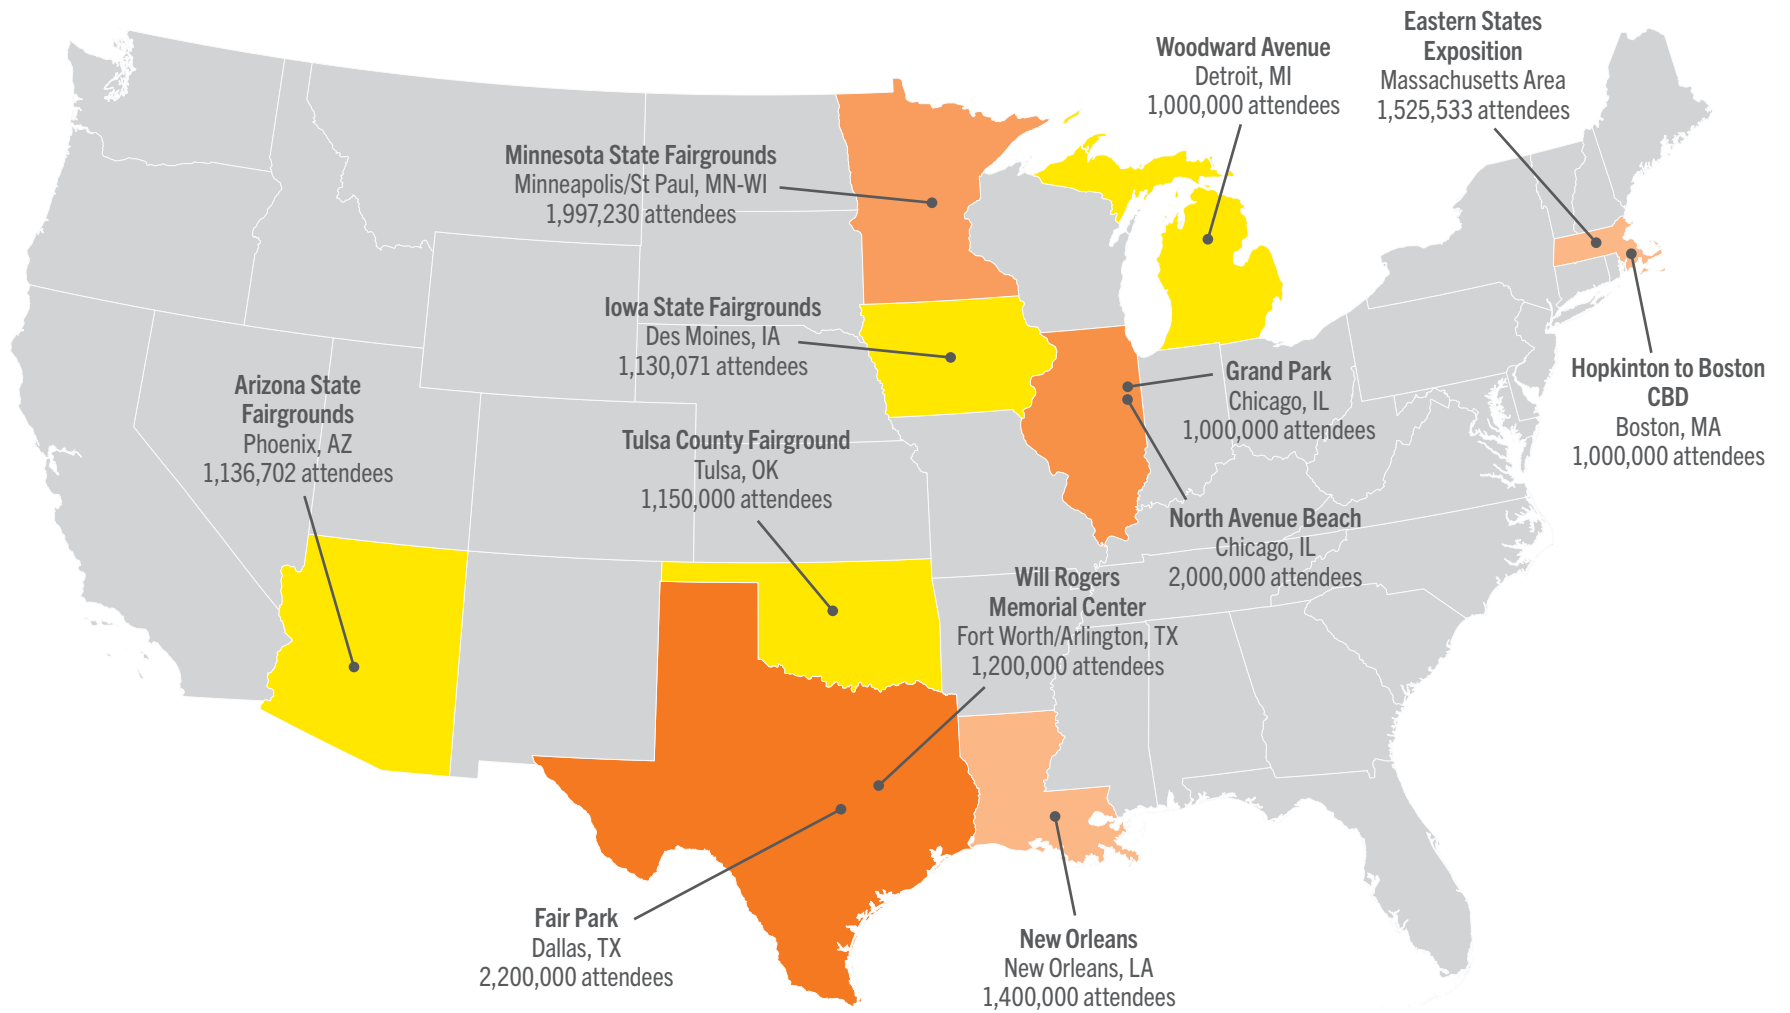 Eastern States
Exposition
Massachusetts Area
1,525,533 attendees
Woodward Avenue
Detroit, MI
1,000,000 attendees
Minnesota State Fairgrounds
Minneapolis/St Paul, MN-WI
1,997,230 attendees
Iowa State Fairgrounds
Des Moines, IA
1,130,071 attendees
Arizona State
Fairgrounds
Phoenix, AZ
1,136,702 attendees
Tulsa County Fairground
Tulsa, OK
1,150,000 attendees
Grand Park
Chicago, IL
1,000,000 attendees
Hopkinton to Boston
CBD
Boston, MA
1,000,000 attendees
North Avenue Beach
Chicago, IL
2,000,000 attendees
Will Rogers
Memorial Center
Fort Worth/Arlington, TX
1,200,000 attendees
Fair Park
Dallas, TX
2,200,000 attendees
New Orleans
New Orleans, LA
1,400,000 attendees